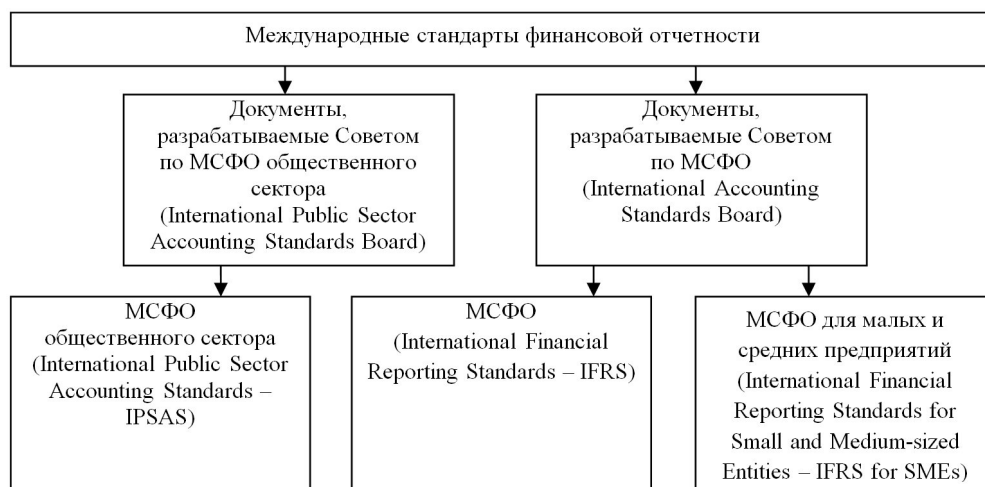 Международные стандарты финансовой отчетности
Документы,
разрабатываемые Советом
по МСФО общественного
сектора
(International Public Sector
Accounting Standards Board)
Документы,
разрабатываемые Советом
по МСФО
(International Accounting
Standards Board)
МСФО
общественного сектора
(International Public Sector
Accounting Standards –
IPSAS)
МСФО
(International Financial
Reporting Standards – IFRS)
МСФО для малых и
средних предприятий
(International Financial
Reporting Standards for
Small and Medium-sized
Entities – IFRS for SMEs)